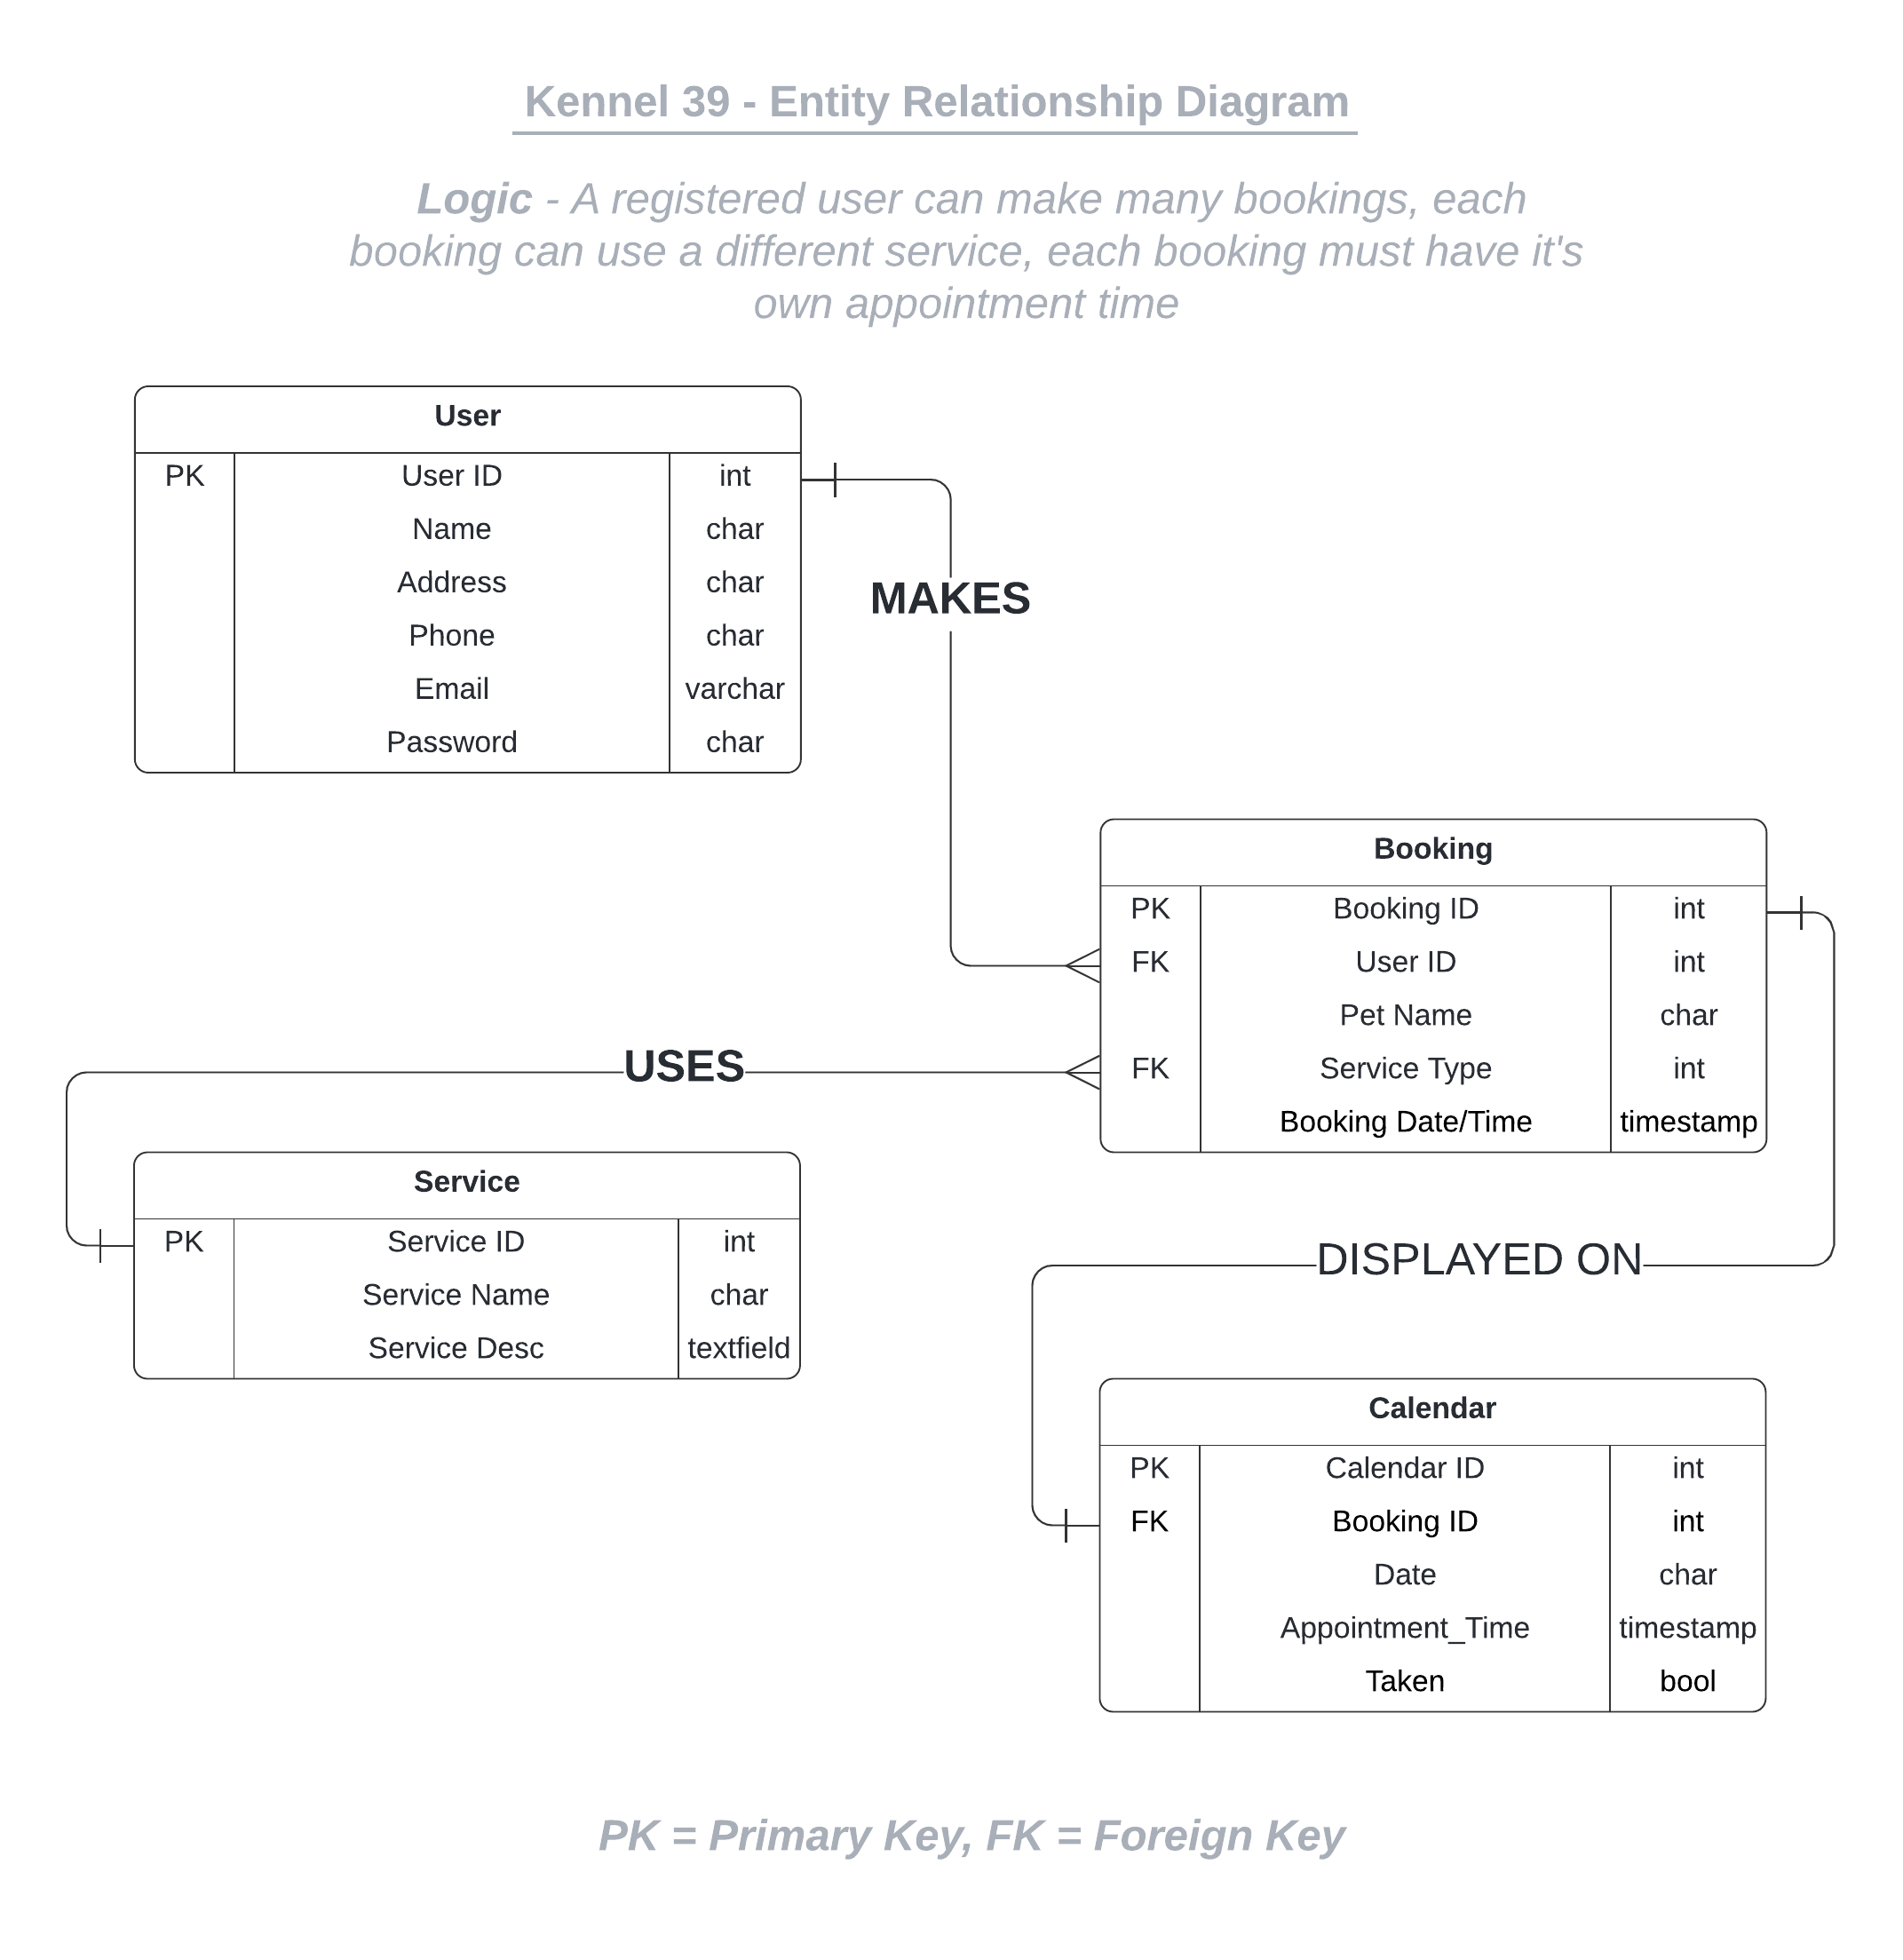 Kennel 39 - Entity Relationship Diagram
Logic - A registered user can make many bookings, each
booking can use a different service, each booking must have it's
own appointment time
User
PK User ID int
Name char
Address char
Phone char
Email varchar
Password char
MAKES
Booking
PK Booking ID int
FK User ID int
Pet Name char
FK Service Type int
Booking Date/Time timestamp
USES
Service
PK Service ID int
Service Name char
Service Desc textfield
DISPLAYED ON
Calendar
PK Calendar ID int
FK Booking ID int
Date char
Appointment_Time timestamp
Taken bool
PK = Primary Key, FK = Foreign Key